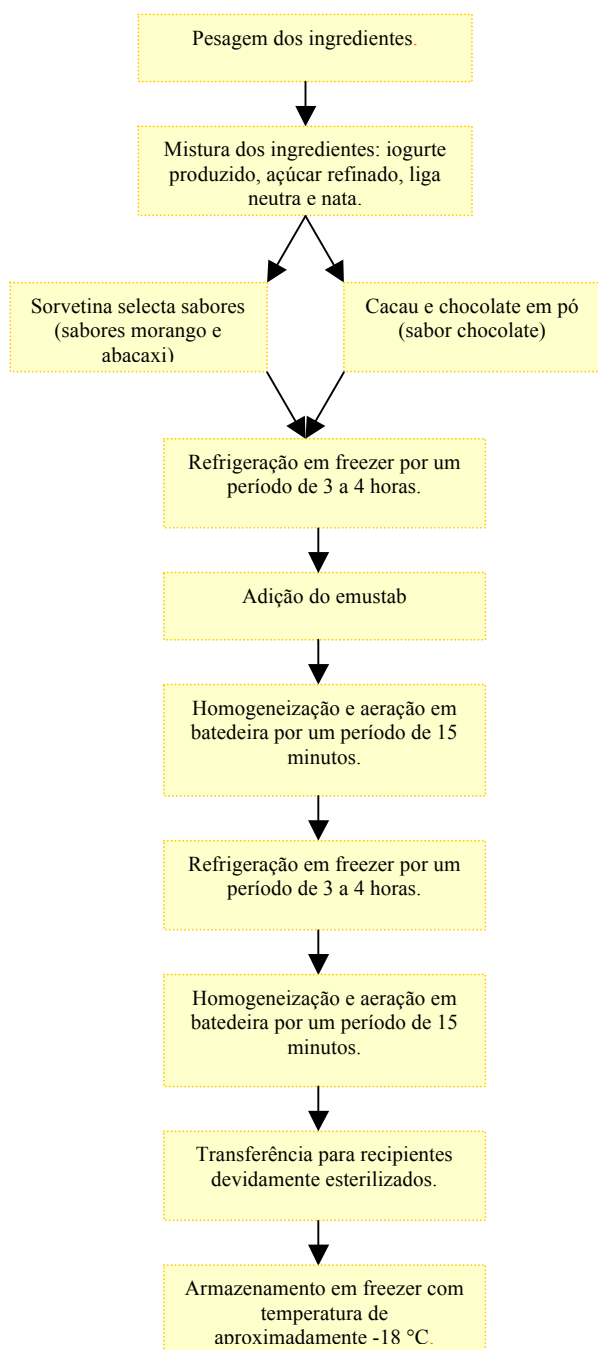 Pesagem dos ingredientes.
Mistura dos ingredientes: iogurte
produzido, açúcar refinado, liga
neutra e nata.
Sorvetina selecta sabores
(sabores morango e
abacaxi)
Cacau e chocolate em pó
(sabor chocolate)
Refrigeração em freezer por um
período de 3 a 4 horas.
Adição do emustab
Homogeneização e aeração em
batedeira por um período de 15
minutos.
Refrigeração em freezer por um
período de 3 a 4 horas.
Homogeneização e aeração em
batedeira por um período de 15
minutos.
Transferência para recipientes
devidamente esterilizados.
Armazenamento em freezer com
temperatura de
aproximadamente -18 °C.